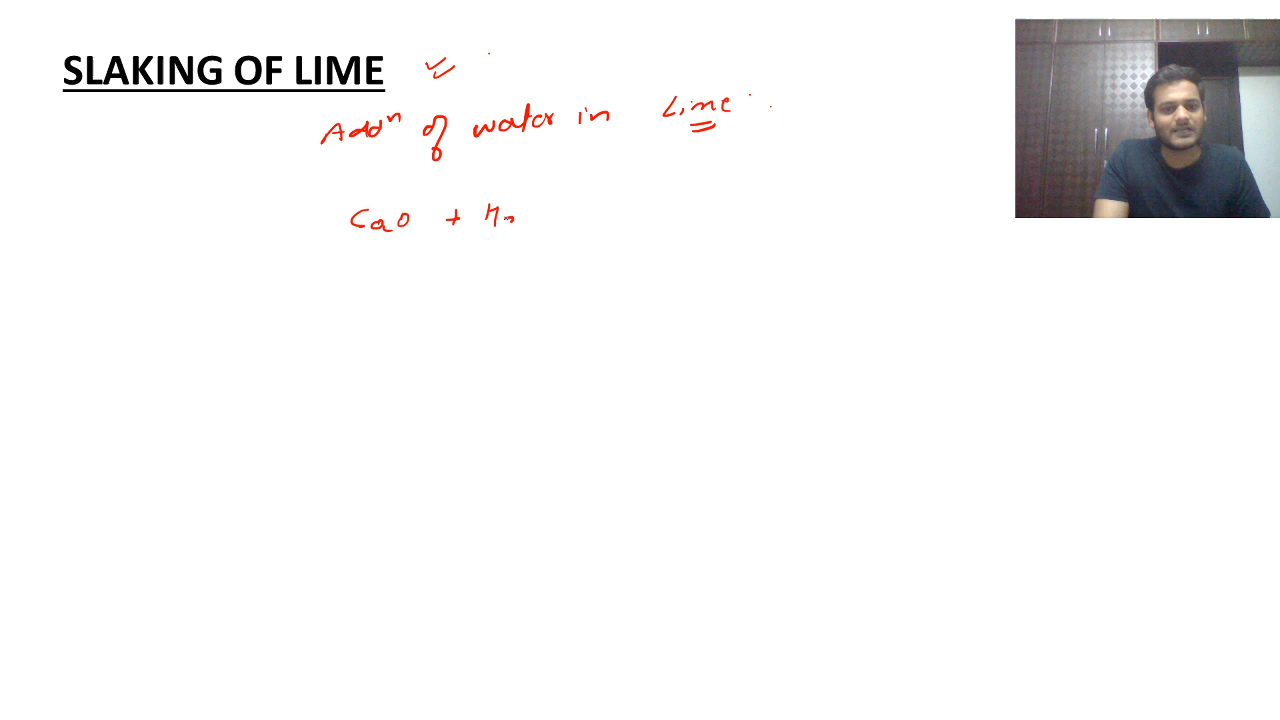 SLAKING OF LIME
Addⁿ of water in Lime
CaO + H₂